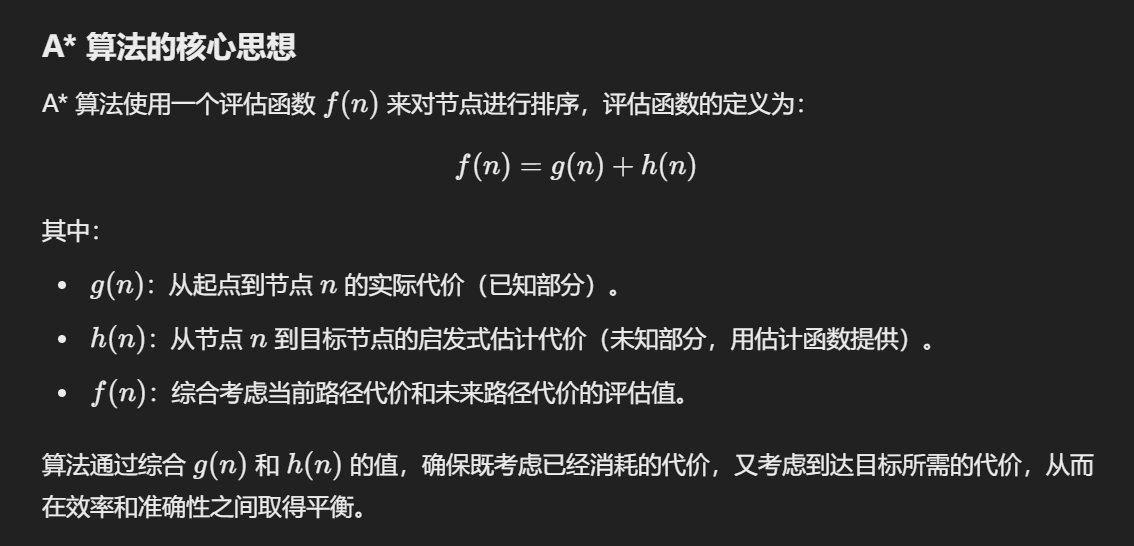 A* 算法的核心思想
A* 算法使用一个评估函数 f(n) 来对节点进行排序，评估函数的定义为：
f(n) = g(n) + h(n)
其中：
• g(n)：从起点到节点 n 的实际代价（已知部分）。
• h(n)：从节点 n 到目标节点的启发式估计代价（未知部分，用估计函数提供）。
• f(n)：综合考虑当前路径代价和未来路径代价的评估值。
算法通过综合 g(n) 和 h(n) 的值，确保既考虑已经消耗的代价，又考虑到达目标所需的代价，从而
在效率和准确性之间取得平衡。